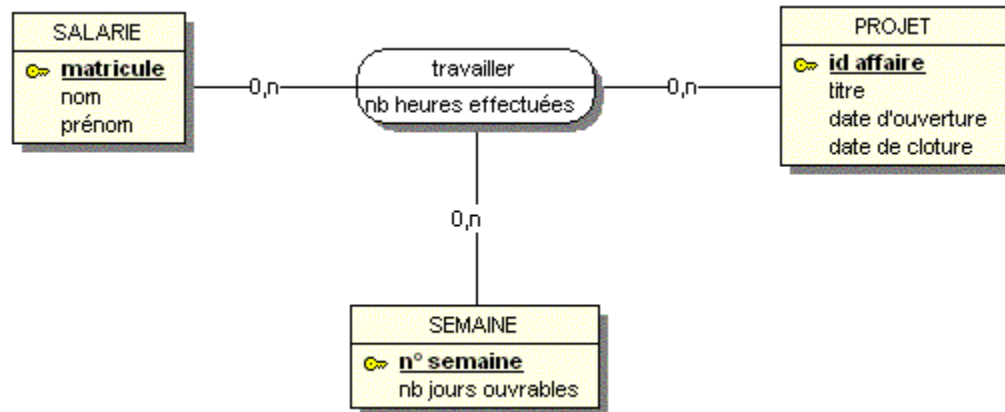 SALARIE
matricule
nom
prénom
0,n
travailler
nb heures effectuées
0,n
PROJET
id affaire
titre
date d'ouverture
date de cloture
0,n
SEMAINE
n° semaine
nb jours ouvrables